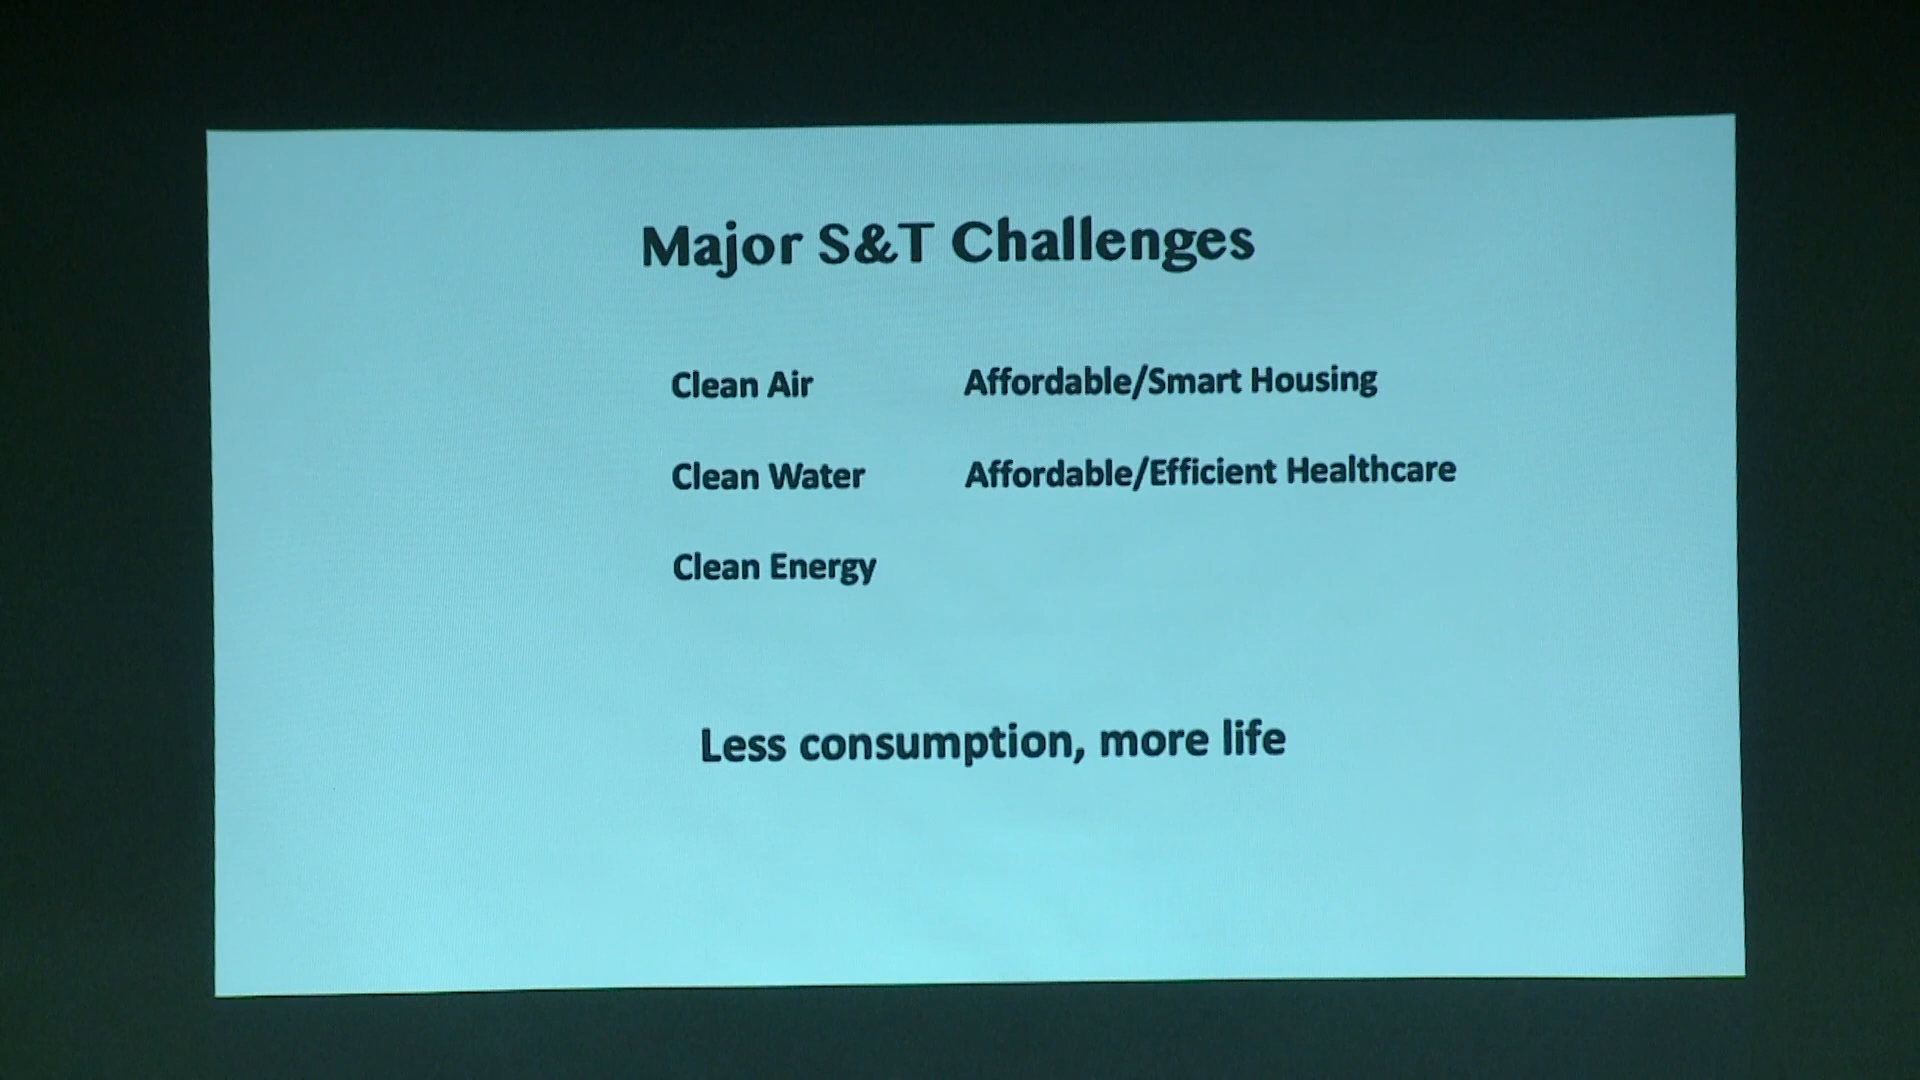 Major S&T Challenges
Clean Air Affordable/Smart Housing
Clean Water Affordable/Efficient Healthcare
Clean Energy
Less consumption, more life